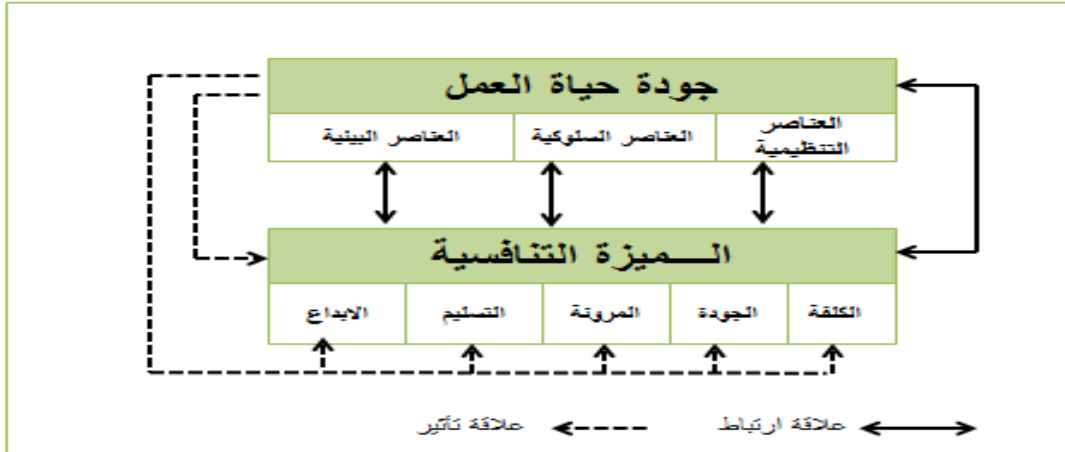 جودة حياة العمل
العناصر
التنظيمية
العناصر السلوكية
العناصر البيئية
الـــميزة التنافسية
الكلفة
الجودة
المرونة
التسليم
الابداع
علاقة ارتباط
علاقة تأثير